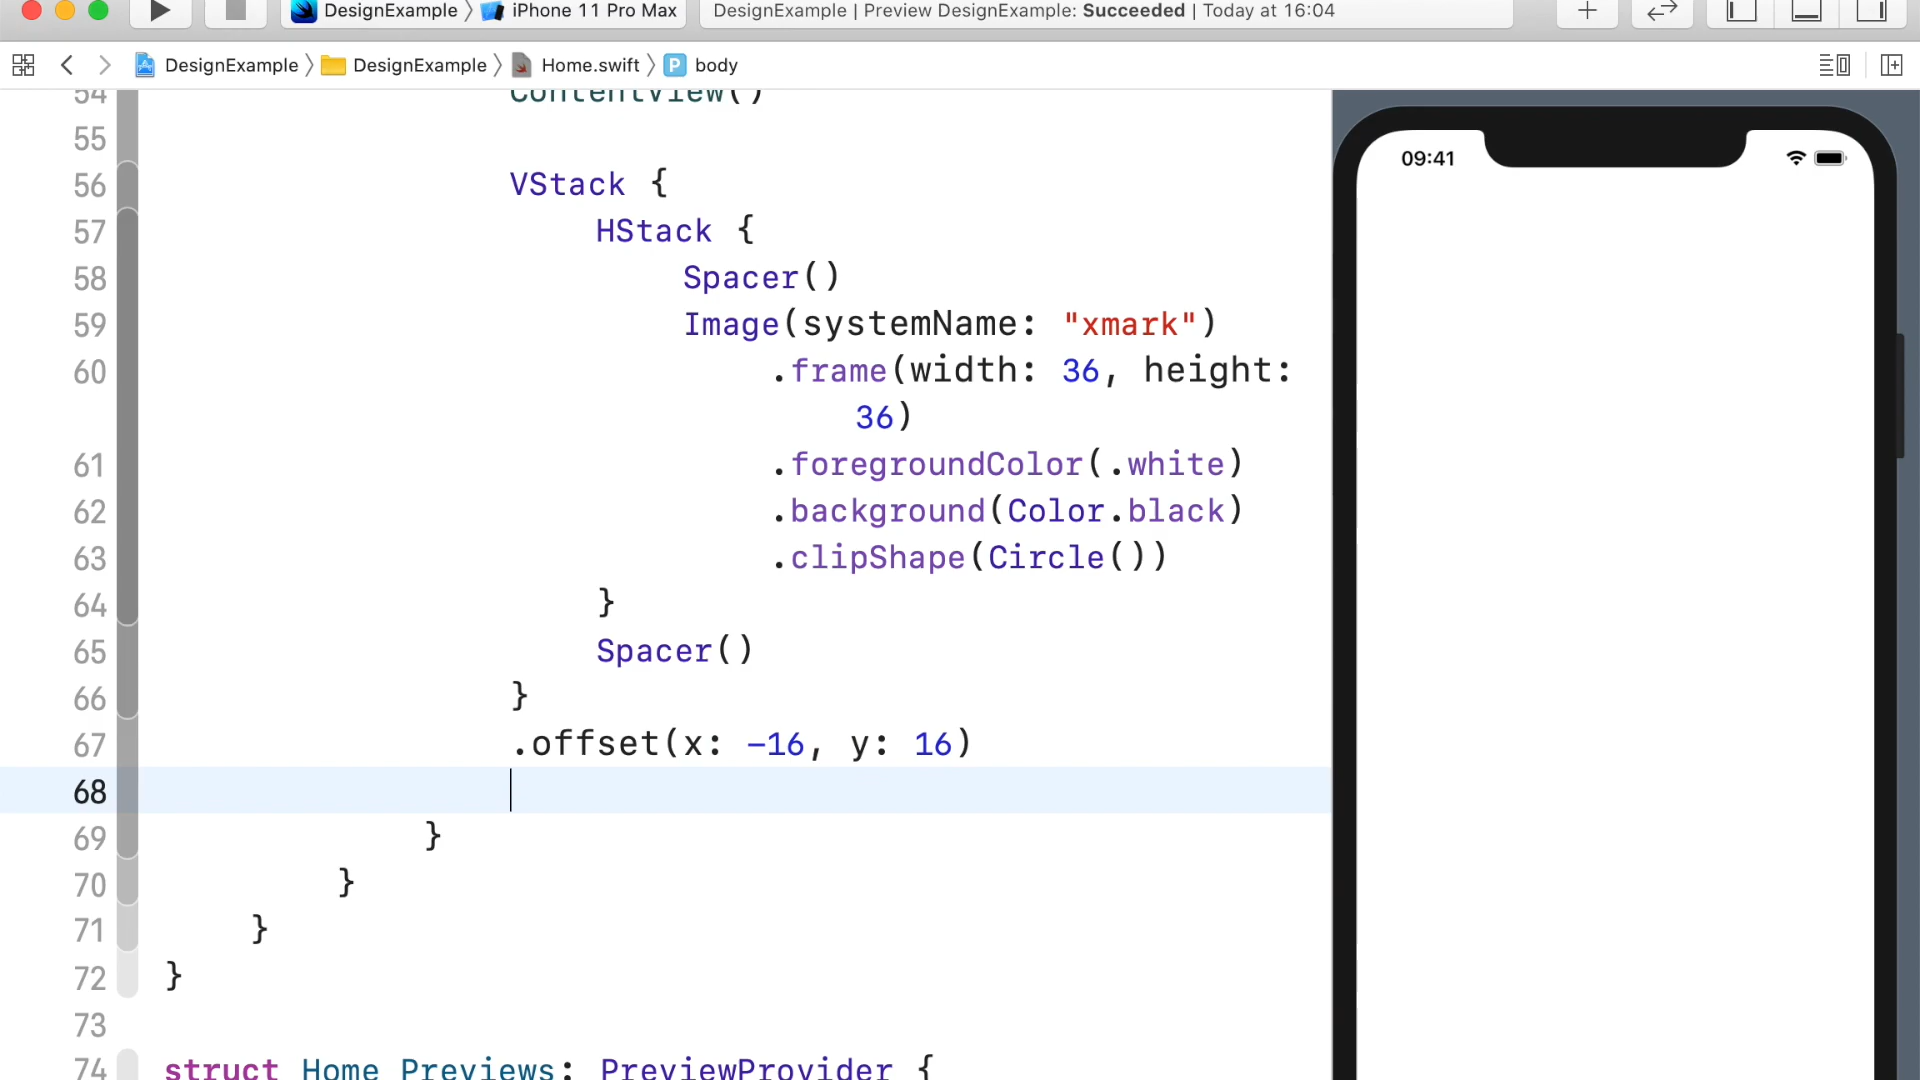 DesignExample 〉 iPhone 11 Pro Max
DesignExample | Preview DesignExample: Succeeded | Today at 16:04
DesignExample 〉 DesignExample 〉 Home.swift 〉 P body
54 ContentView()
55
56 VStack {
57 HStack {
58 Spacer()
59 Image(systemName: "xmark")
60 .frame(width: 36, height:
36)
61 .foregroundColor(.white)
62 .background(Color.black)
63 .clipShape(Circle())
64 }
65 Spacer()
66 }
67 .offset(x: -16, y: 16)
68
69 }
70 }
71 }
72 }
73
74 struct Home_Previews: PreviewProvider {
09:41